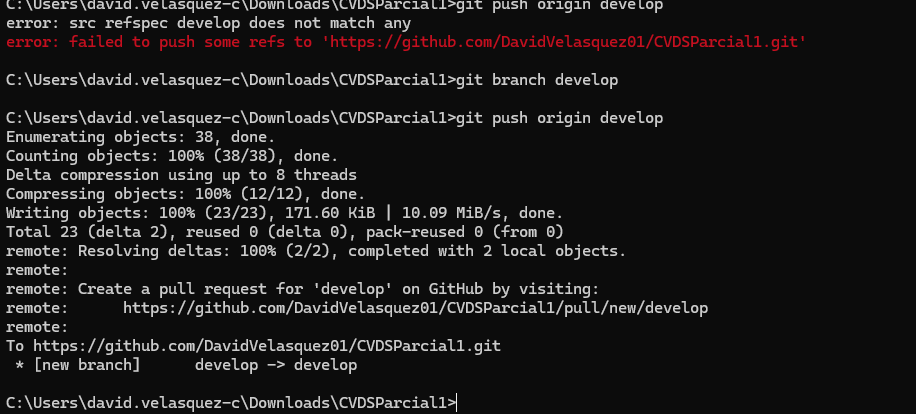 C:\Users\david.velasquez-c\Downloads\CVDSParcial1>git push origin develop
error: src refspec develop does not match any
error: failed to push some refs to 'https://github.com/DavidVelasquez01/CVDSParcial1.git'
C:\Users\david.velasquez-c\Downloads\CVDSParcial1>git branch develop
C:\Users\david.velasquez-c\Downloads\CVDSParcial1>git push origin develop
Enumerating objects: 38, done.
Counting objects: 100% (38/38), done.
Delta compression using up to 8 threads
Compressing objects: 100% (12/12), done.
Writing objects: 100% (23/23), 171.60 KiB | 10.09 MiB/s, done.
Total 23 (delta 2), reused 0 (delta 0), pack-reused 0 (from 0)
remote: Resolving deltas: 100% (2/2), completed with 2 local objects.
remote:
remote: Create a pull request for 'develop' on GitHub by visiting:
remote:      https://github.com/DavidVelasquez01/CVDSParcial1/pull/new/develop
remote:
To https://github.com/DavidVelasquez01/CVDSParcial1.git
 * [new branch]      develop -> develop
C:\Users\david.velasquez-c\Downloads\CVDSParcial1>